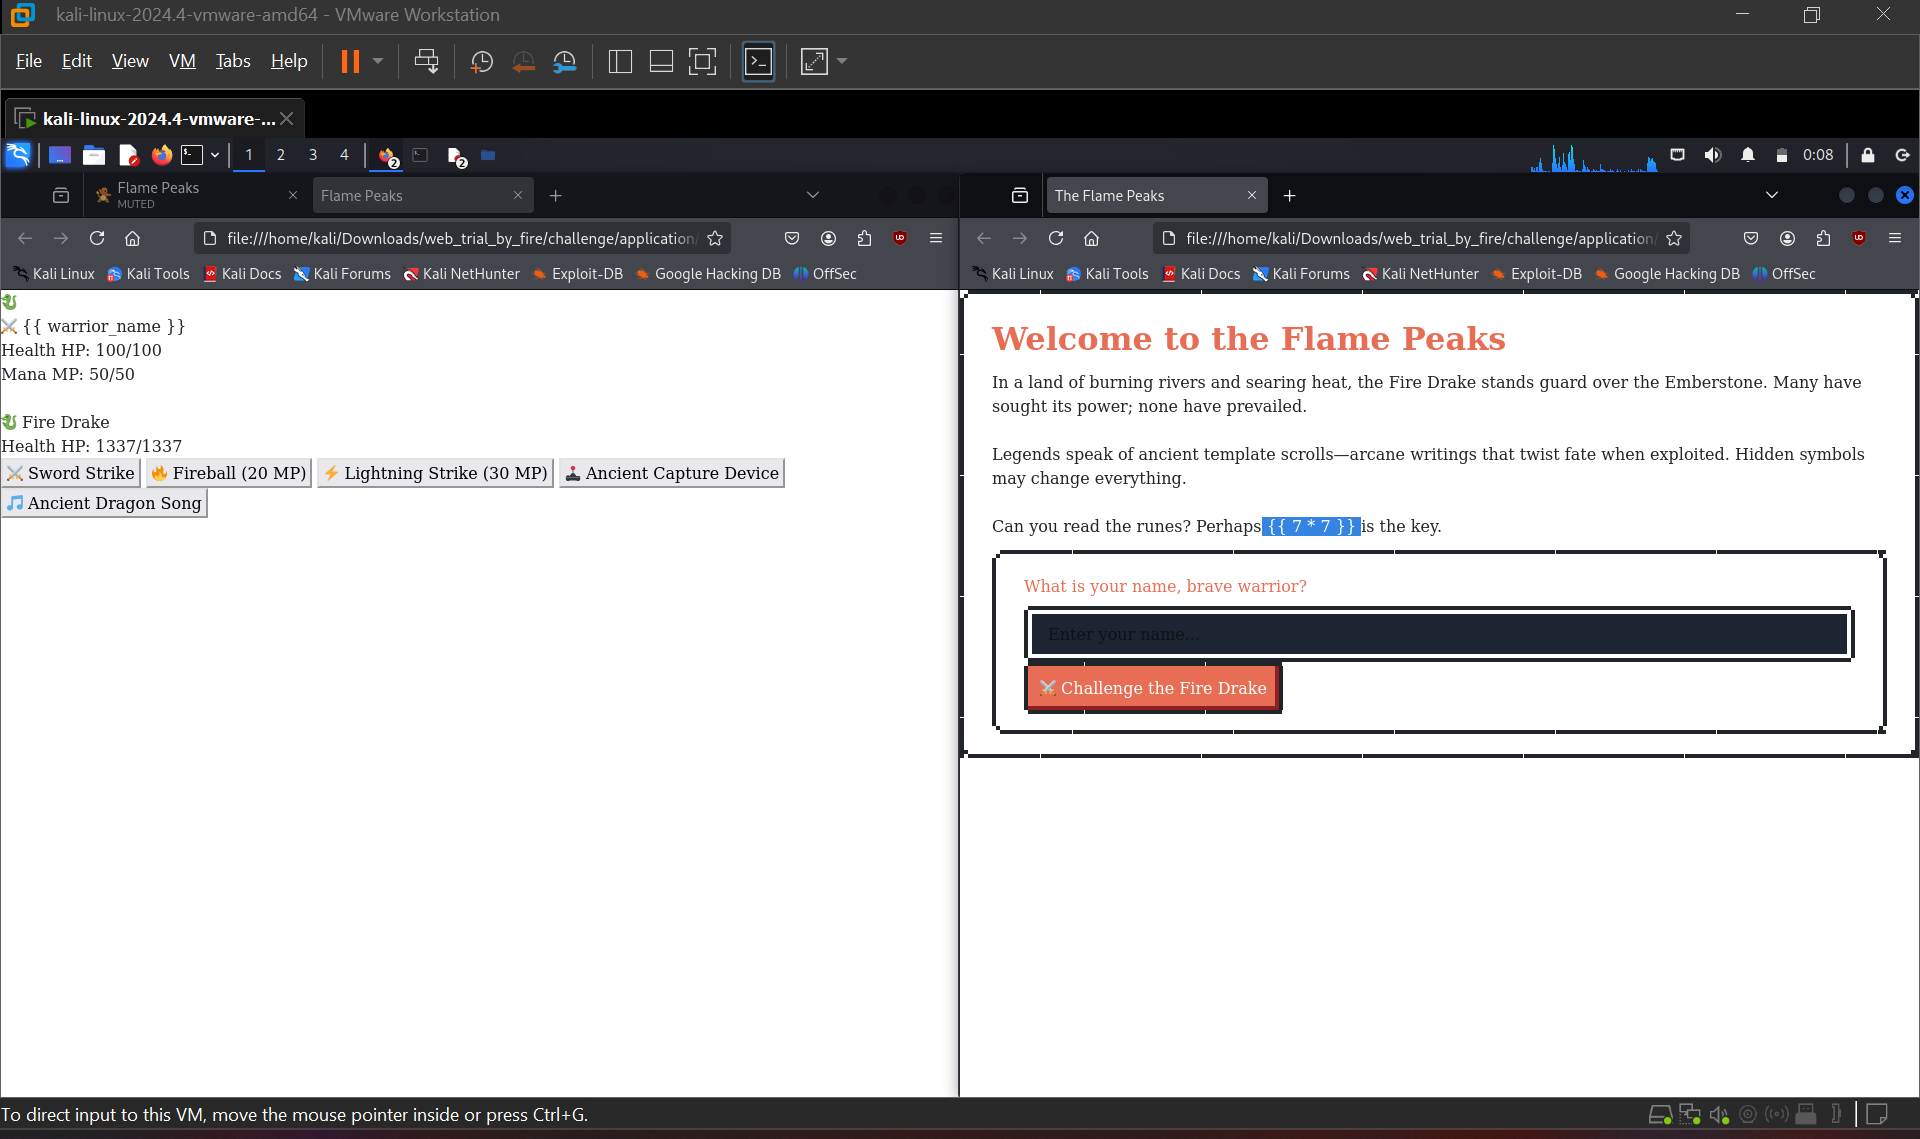 kali-linux-2024.4-vmware-amd64 - VMware Workstation
File Edit View VM Tabs Help
kali-linux-2024.4-vmware-...
1 2 3 4 2 2 0:08
Flame Peaks
MUTED
Flame Peaks
file:///home/kali/Downloads/web_trial_by_fire/challenge/application/
Kali Linux Kali Tools Kali Docs Kali Forums Kali NetHunter Exploit-DB Google Hacking DB OffSec
{{ warrior_name }}
Health HP: 100/100
Mana MP: 50/50
Fire Drake
Health HP: 1337/1337
Sword Strike Fireball (20 MP) Lightning Strike (30 MP) Ancient Capture Device
Ancient Dragon Song
The Flame Peaks
file:///home/kali/Downloads/web_trial_by_fire/challenge/application/
Kali Linux Kali Tools Kali Docs Kali Forums Kali NetHunter Exploit-DB Google Hacking DB OffSec
Welcome to the Flame Peaks
In a land of burning rivers and searing heat, the Fire Drake stands guard over the Emberstone. Many have
sought its power; none have prevailed.
Legends speak of ancient template scrolls—arcane writings that twist fate when exploited. Hidden symbols
may change everything.
Can you read the runes? Perhaps {{ 7 * 7 }} is the key.
What is your name, brave warrior?
Enter your name...
Challenge the Fire Drake
To direct input to this VM, move the mouse pointer inside or press Ctrl+G.